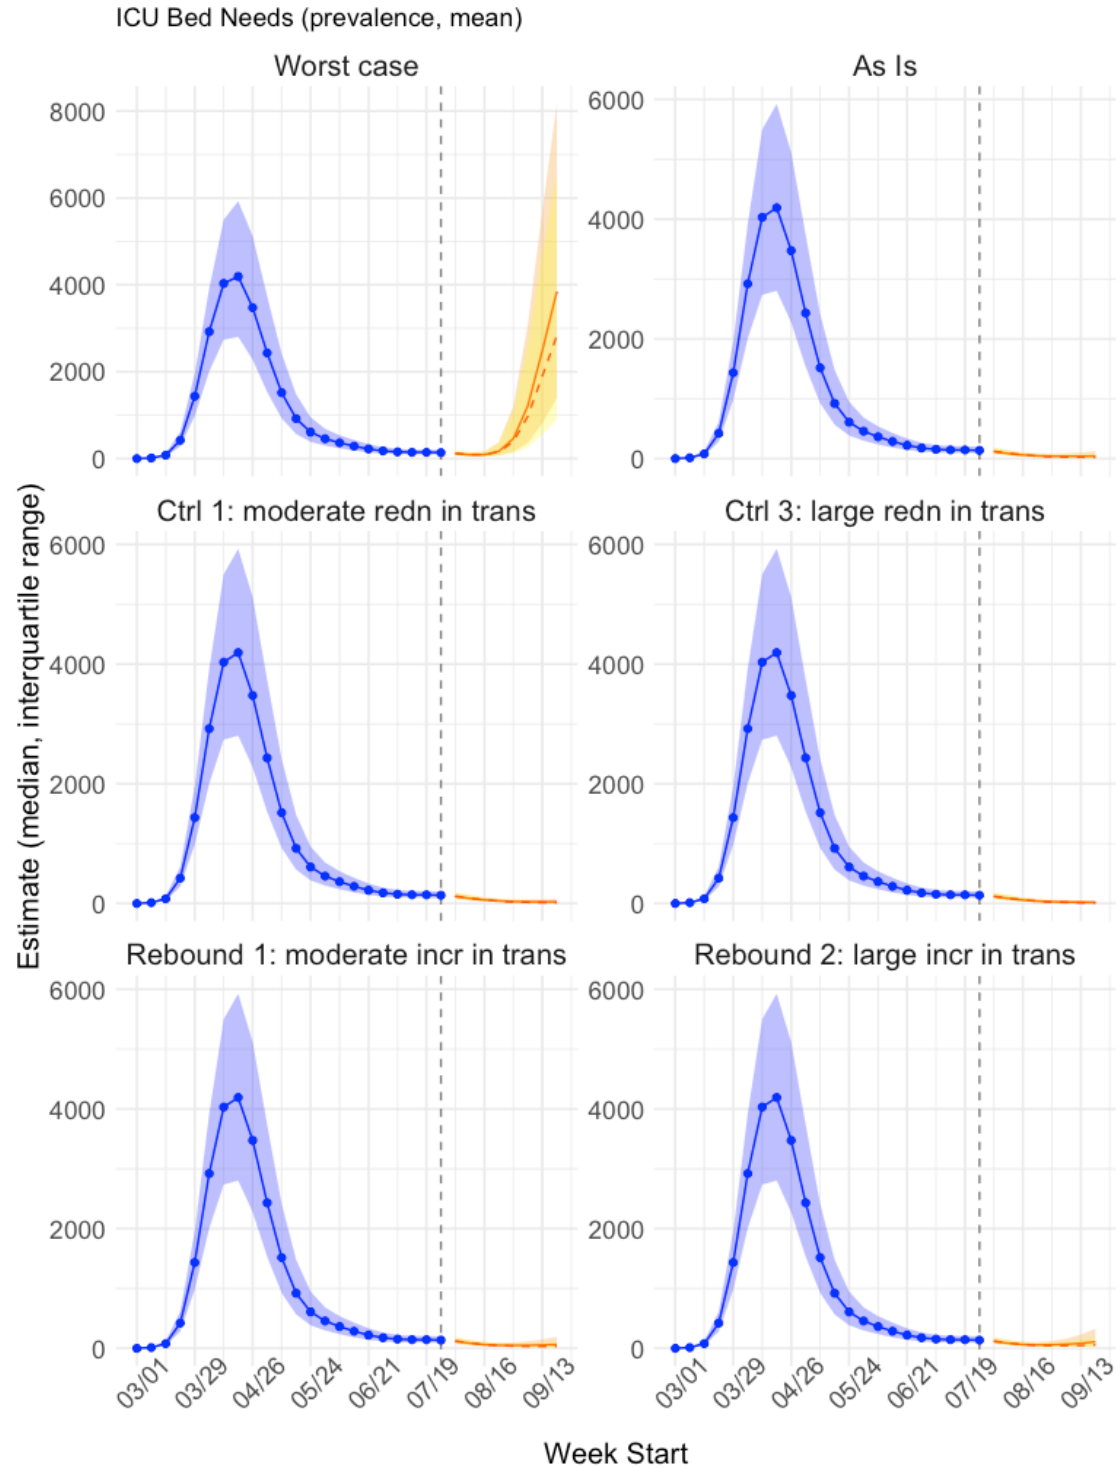 ICU Bed Needs (prevalence, mean)
Worst case
As Is
8000
6000
4000
2000
0
6000
4000
2000
0
Ctrl 1: moderate redn in trans
Ctrl 3: large redn in trans
6000
4000
2000
0
6000
4000
2000
0
Rebound 1: moderate incr in trans
Rebound 2: large incr in trans
6000
4000
2000
0
6000
4000
2000
0
03/01 03/29 04/26 05/24 06/21 07/19 08/16 09/13
03/01 03/29 04/26 05/24 06/21 07/19 08/16 09/13
Estimate (median, interquartile range)
Week Start